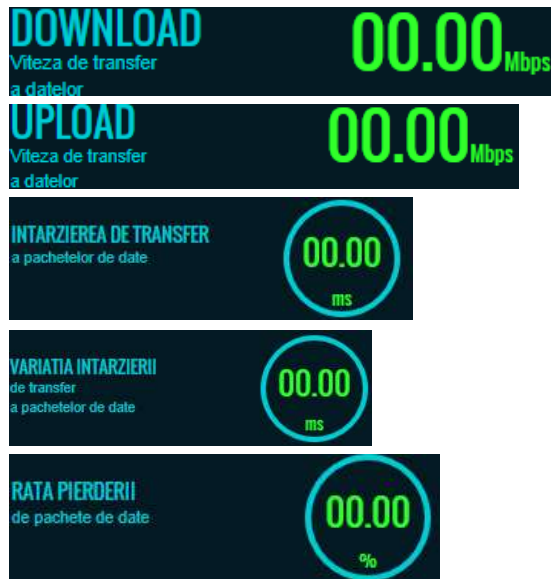 DOWNLOAD
Viteza de transfer
a datelor
00.00 Mbps
UPLOAD
Viteza de transfer
a datelor
00.00 Mbps
INTARZIEREA DE TRANSFER
a pachetelor de date
00.00
ms
VARIATIA INTARZIERII
de transfer
a pachetelor de date
00.00
ms
RATA PIERDERII
de pachete de date
00.00
%